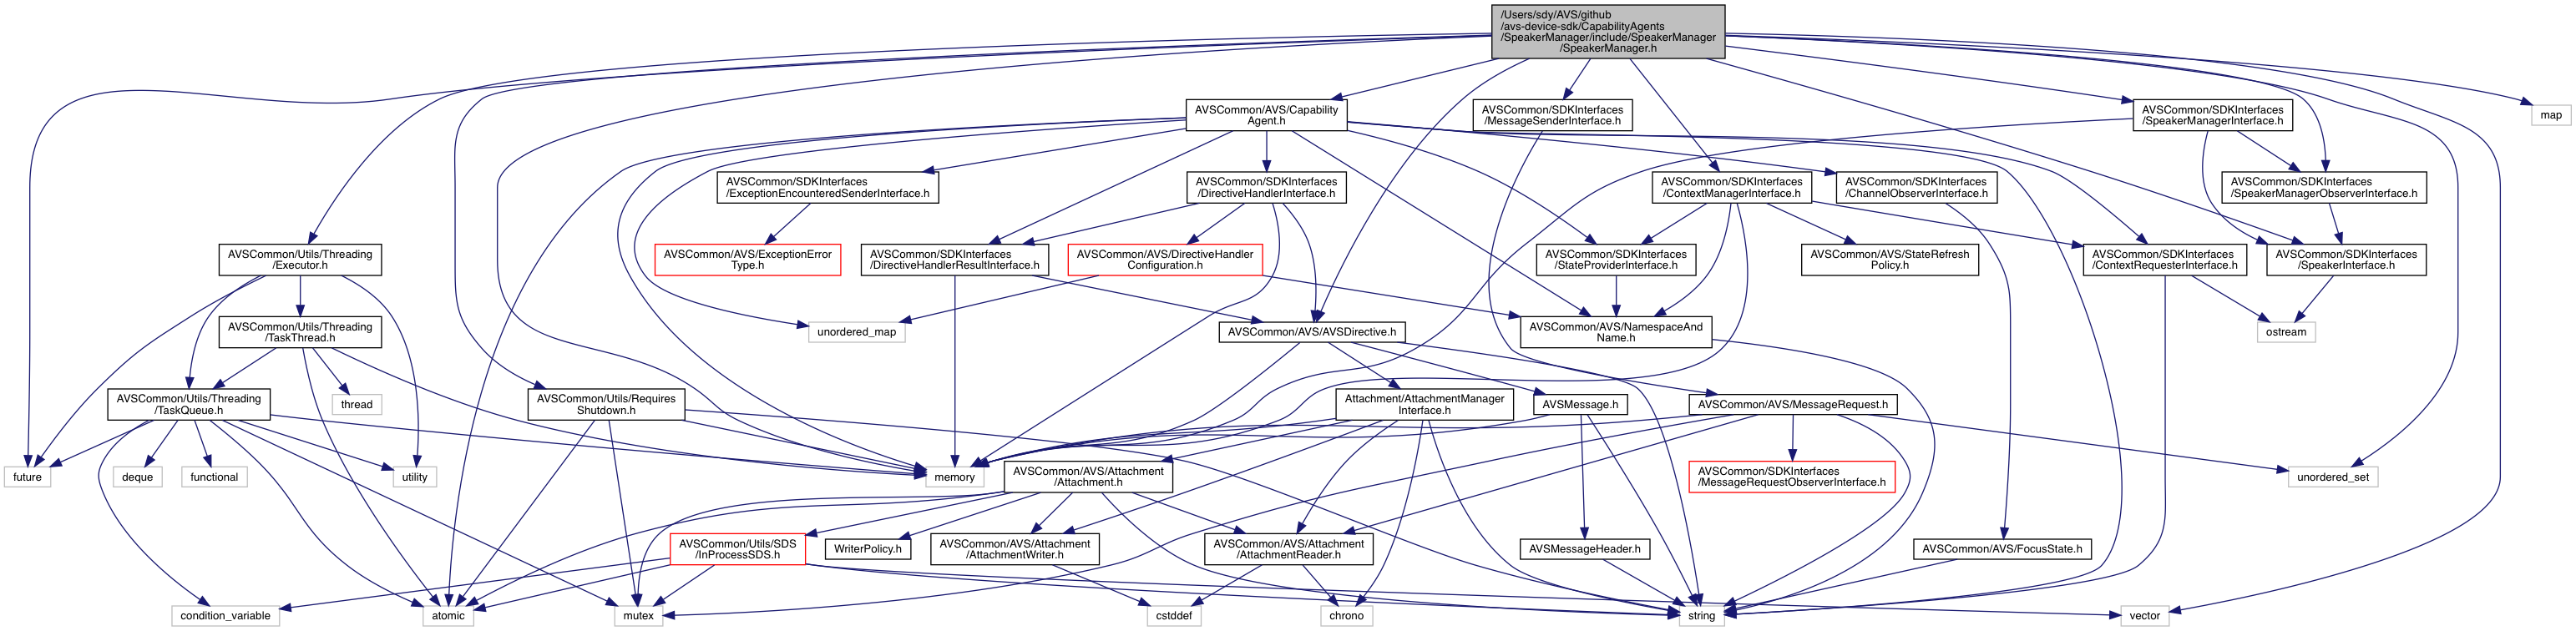 /Users/sdy/AVS/github
/avs-device-sdk/CapabilityAgents
/SpeakerManager/include/SpeakerManager
/SpeakerManager.h
AVSCommon/AVS/Capability
Agent.h
AVSCommon/SDKInterfaces
/MessageSenderInterface.h
AVSCommon/SDKInterfaces
/SpeakerManagerInterface.h
map
AVSCommon/SDKInterfaces
/ExceptionEncounteredSenderInterface.h
AVSCommon/SDKInterfaces
/DirectiveHandlerInterface.h
AVSCommon/SDKInterfaces
/ContextManagerInterface.h
AVSCommon/SDKInterfaces
/ChannelObserverInterface.h
AVSCommon/SDKInterfaces
/SpeakerManagerObserverInterface.h
AVSCommon/Utils/Threading
/Executor.h
AVSCommon/AVS/ExceptionError
Type.h
AVSCommon/SDKInterfaces
/DirectiveHandlerResultInterface.h
AVSCommon/AVS/DirectiveHandler
Configuration.h
AVSCommon/SDKInterfaces
/StateProviderInterface.h
AVSCommon/AVS/StateRefresh
Policy.h
AVSCommon/SDKInterfaces
/ContextRequesterInterface.h
AVSCommon/SDKInterfaces
/SpeakerInterface.h
AVSCommon/Utils/Threading
/TaskThread.h
unordered_map
AVSCommon/AVS/AVSDirective.h
AVSCommon/AVS/NamespaceAnd
Name.h
ostream
AVSCommon/Utils/Threading
/TaskQueue.h
thread
AVSCommon/Utils/Requires
Shutdown.h
Attachment/AttachmentManager
Interface.h
AVSMessage.h
AVSCommon/AVS/MessageRequest.h
future
deque
functional
utility
memory
AVSCommon/AVS/Attachment
/Attachment.h
AVSCommon/SDKInterfaces
/MessageRequestObserverInterface.h
unordered_set
AVSCommon/Utils/SDS
/InProcessSDS.h
WriterPolicy.h
AVSCommon/AVS/Attachment
/AttachmentWriter.h
AVSCommon/AVS/Attachment
/AttachmentReader.h
AVSMessageHeader.h
AVSCommon/AVS/FocusState.h
condition_variable
atomic
mutex
cstddef
chrono
string
vector